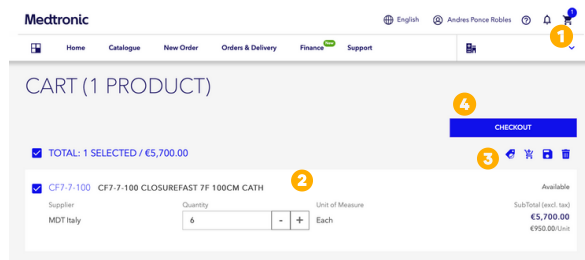 Medtronic
English Andres Ponce Robles
1
Home Catalogue New Order Orders & Delivery Finance New Support
CART (1 PRODUCT)
4
CHECKOUT
TOTAL: 1 SELECTED / €5,700.00
3
CF7-7-100 CF7-7-100 CLOSUREFAST 7F 100CM CATH
2
Available
Supplier Quantity Unit of Measure SubTotal (excl. tax)
MDT Italy 6 - + Each €5,700.00
€950.00/Unit